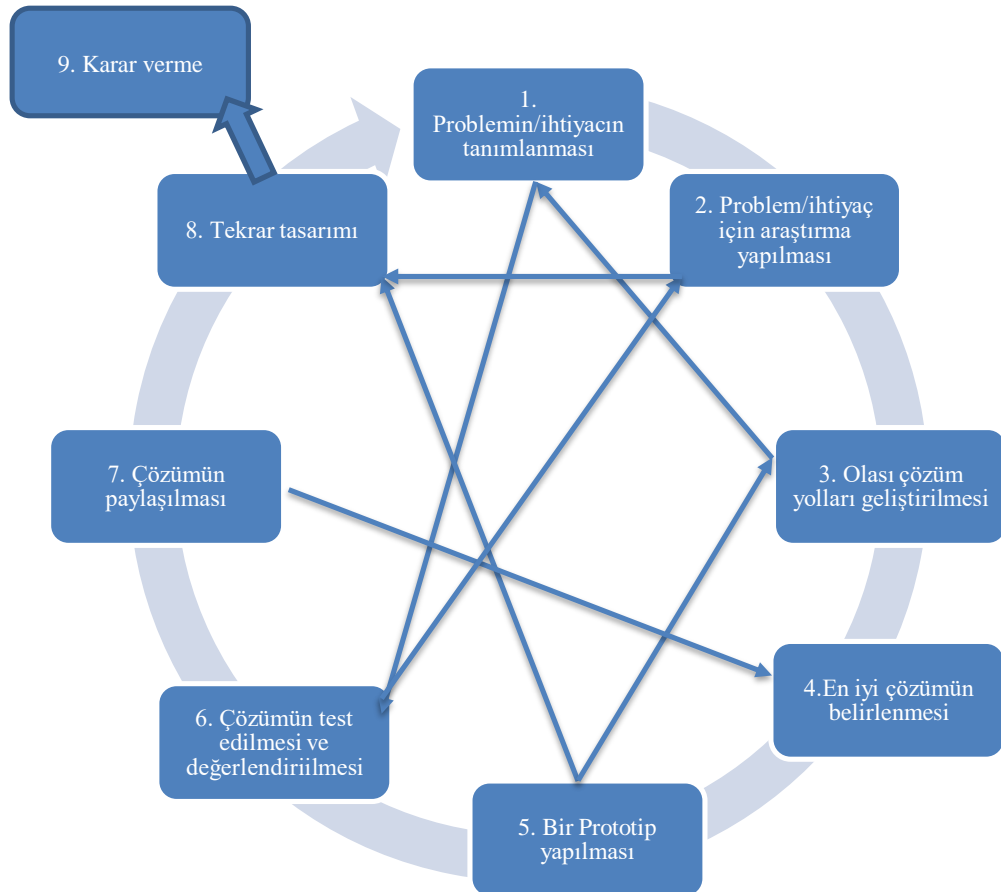 9. Karar verme
1.
Problemin/ihtiyacın
tanımlanması
2. Problem/ihtiyaç
için araştırma
yapılması
3. Olası çözüm
yolları geliştirilmesi
4.En iyi çözümün
belirlenmesi
5. Bir Prototip
yapılması
6. Çözümün test
edilmesi ve
değerlendiriilmesi
7. Çözümün
paylaşılması
8. Tekrar tasarımı